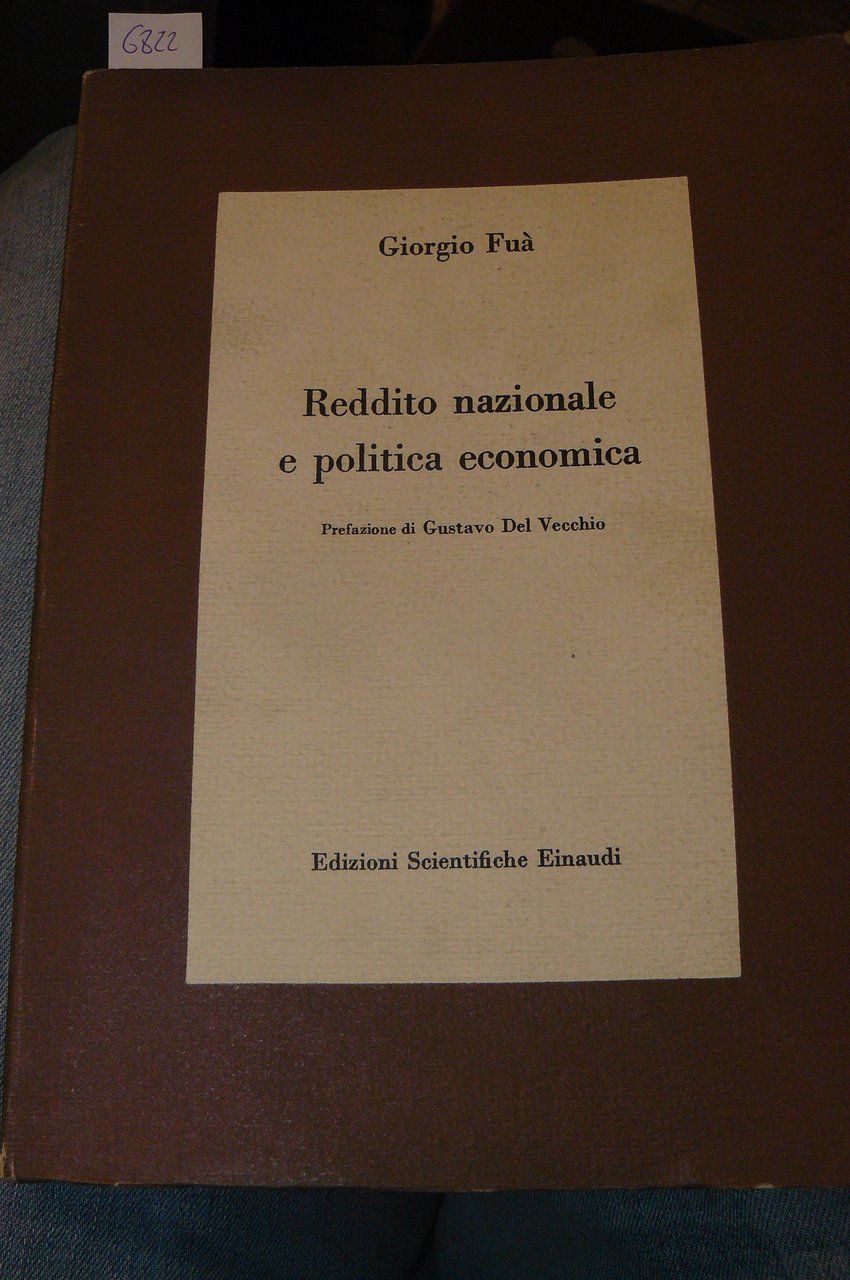 6822
Giorgio Fuà
Reddito nazionale
e politica economica
Prefazione di Gustavo Del Vecchio
Edizioni Scientifiche Einaudi